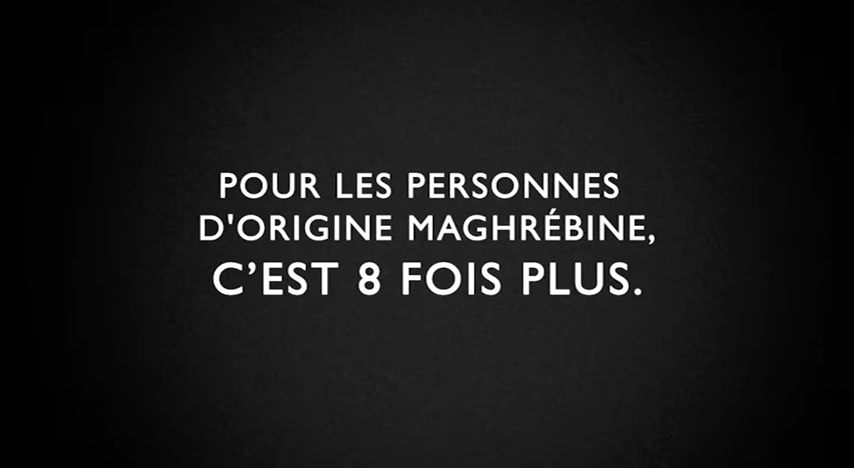 POUR LES PERSONNES
D'ORIGINE MAGHRÉBINE,
C’EST 8 FOIS PLUS.